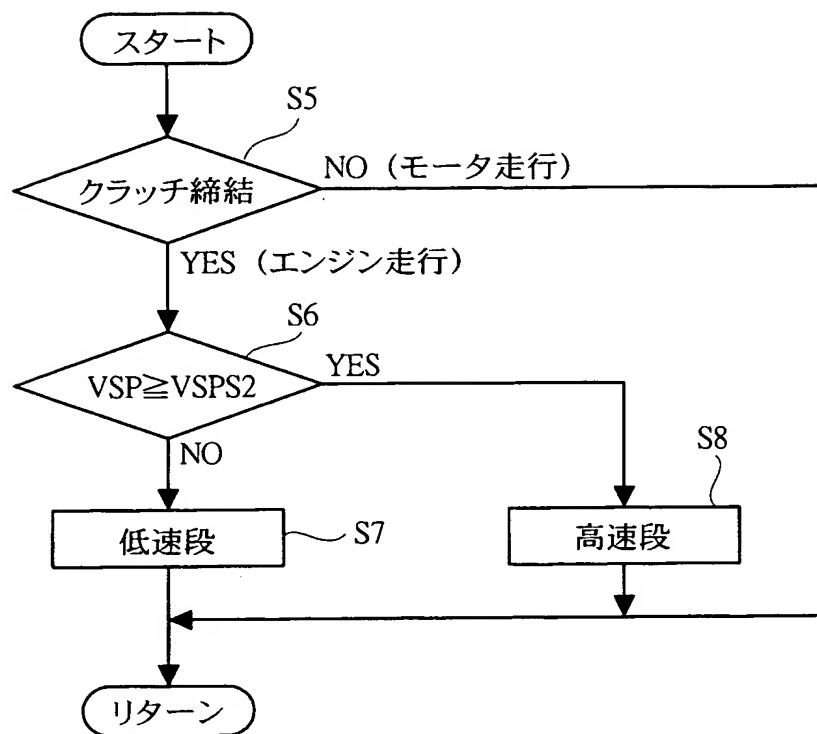 スタート
S5
クラッチ締結
NO（モータ走行）
YES（エンジン走行）
S6
VSP≧VSPS2
YES
NO
S8
低速段
S7
高速段
リターン